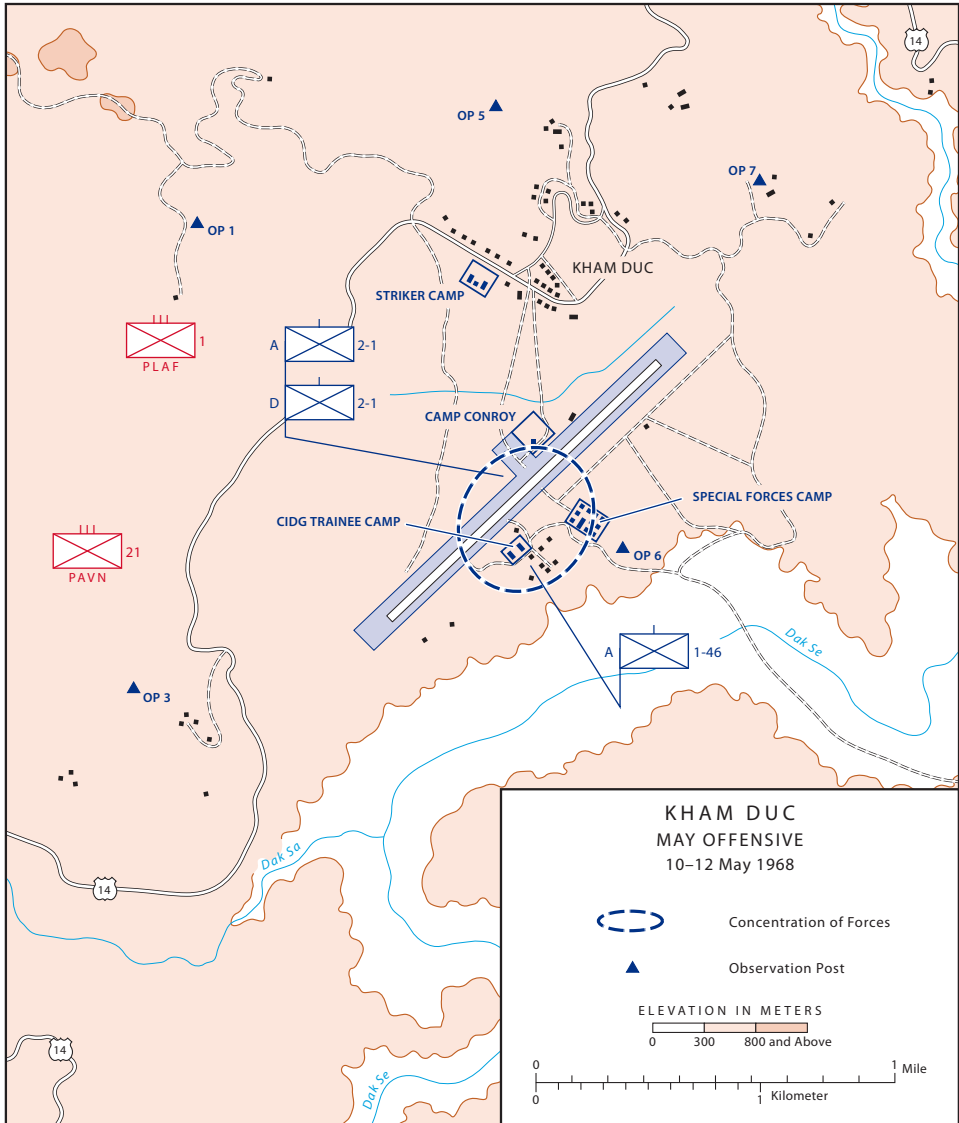 14
OP 5
OP 7
OP 1
KHAM DUC
STRIKER CAMP
1
PLAF
A
2-1
D
2-1
CAMP CONROY
SPECIAL FORCES CAMP
CIDG TRAINEE CAMP
21
PAVN
OP 6
A
1-46
Dak Se
OP 3
Dak Sa
14
14
Dak Se
KHAM DUC
MAY OFFENSIVE
10–12 May 1968
Concentration of Forces
Observation Post
ELEVATION IN METERS
0 300 800 and Above
0 1 Mile
0 1
Kilometer